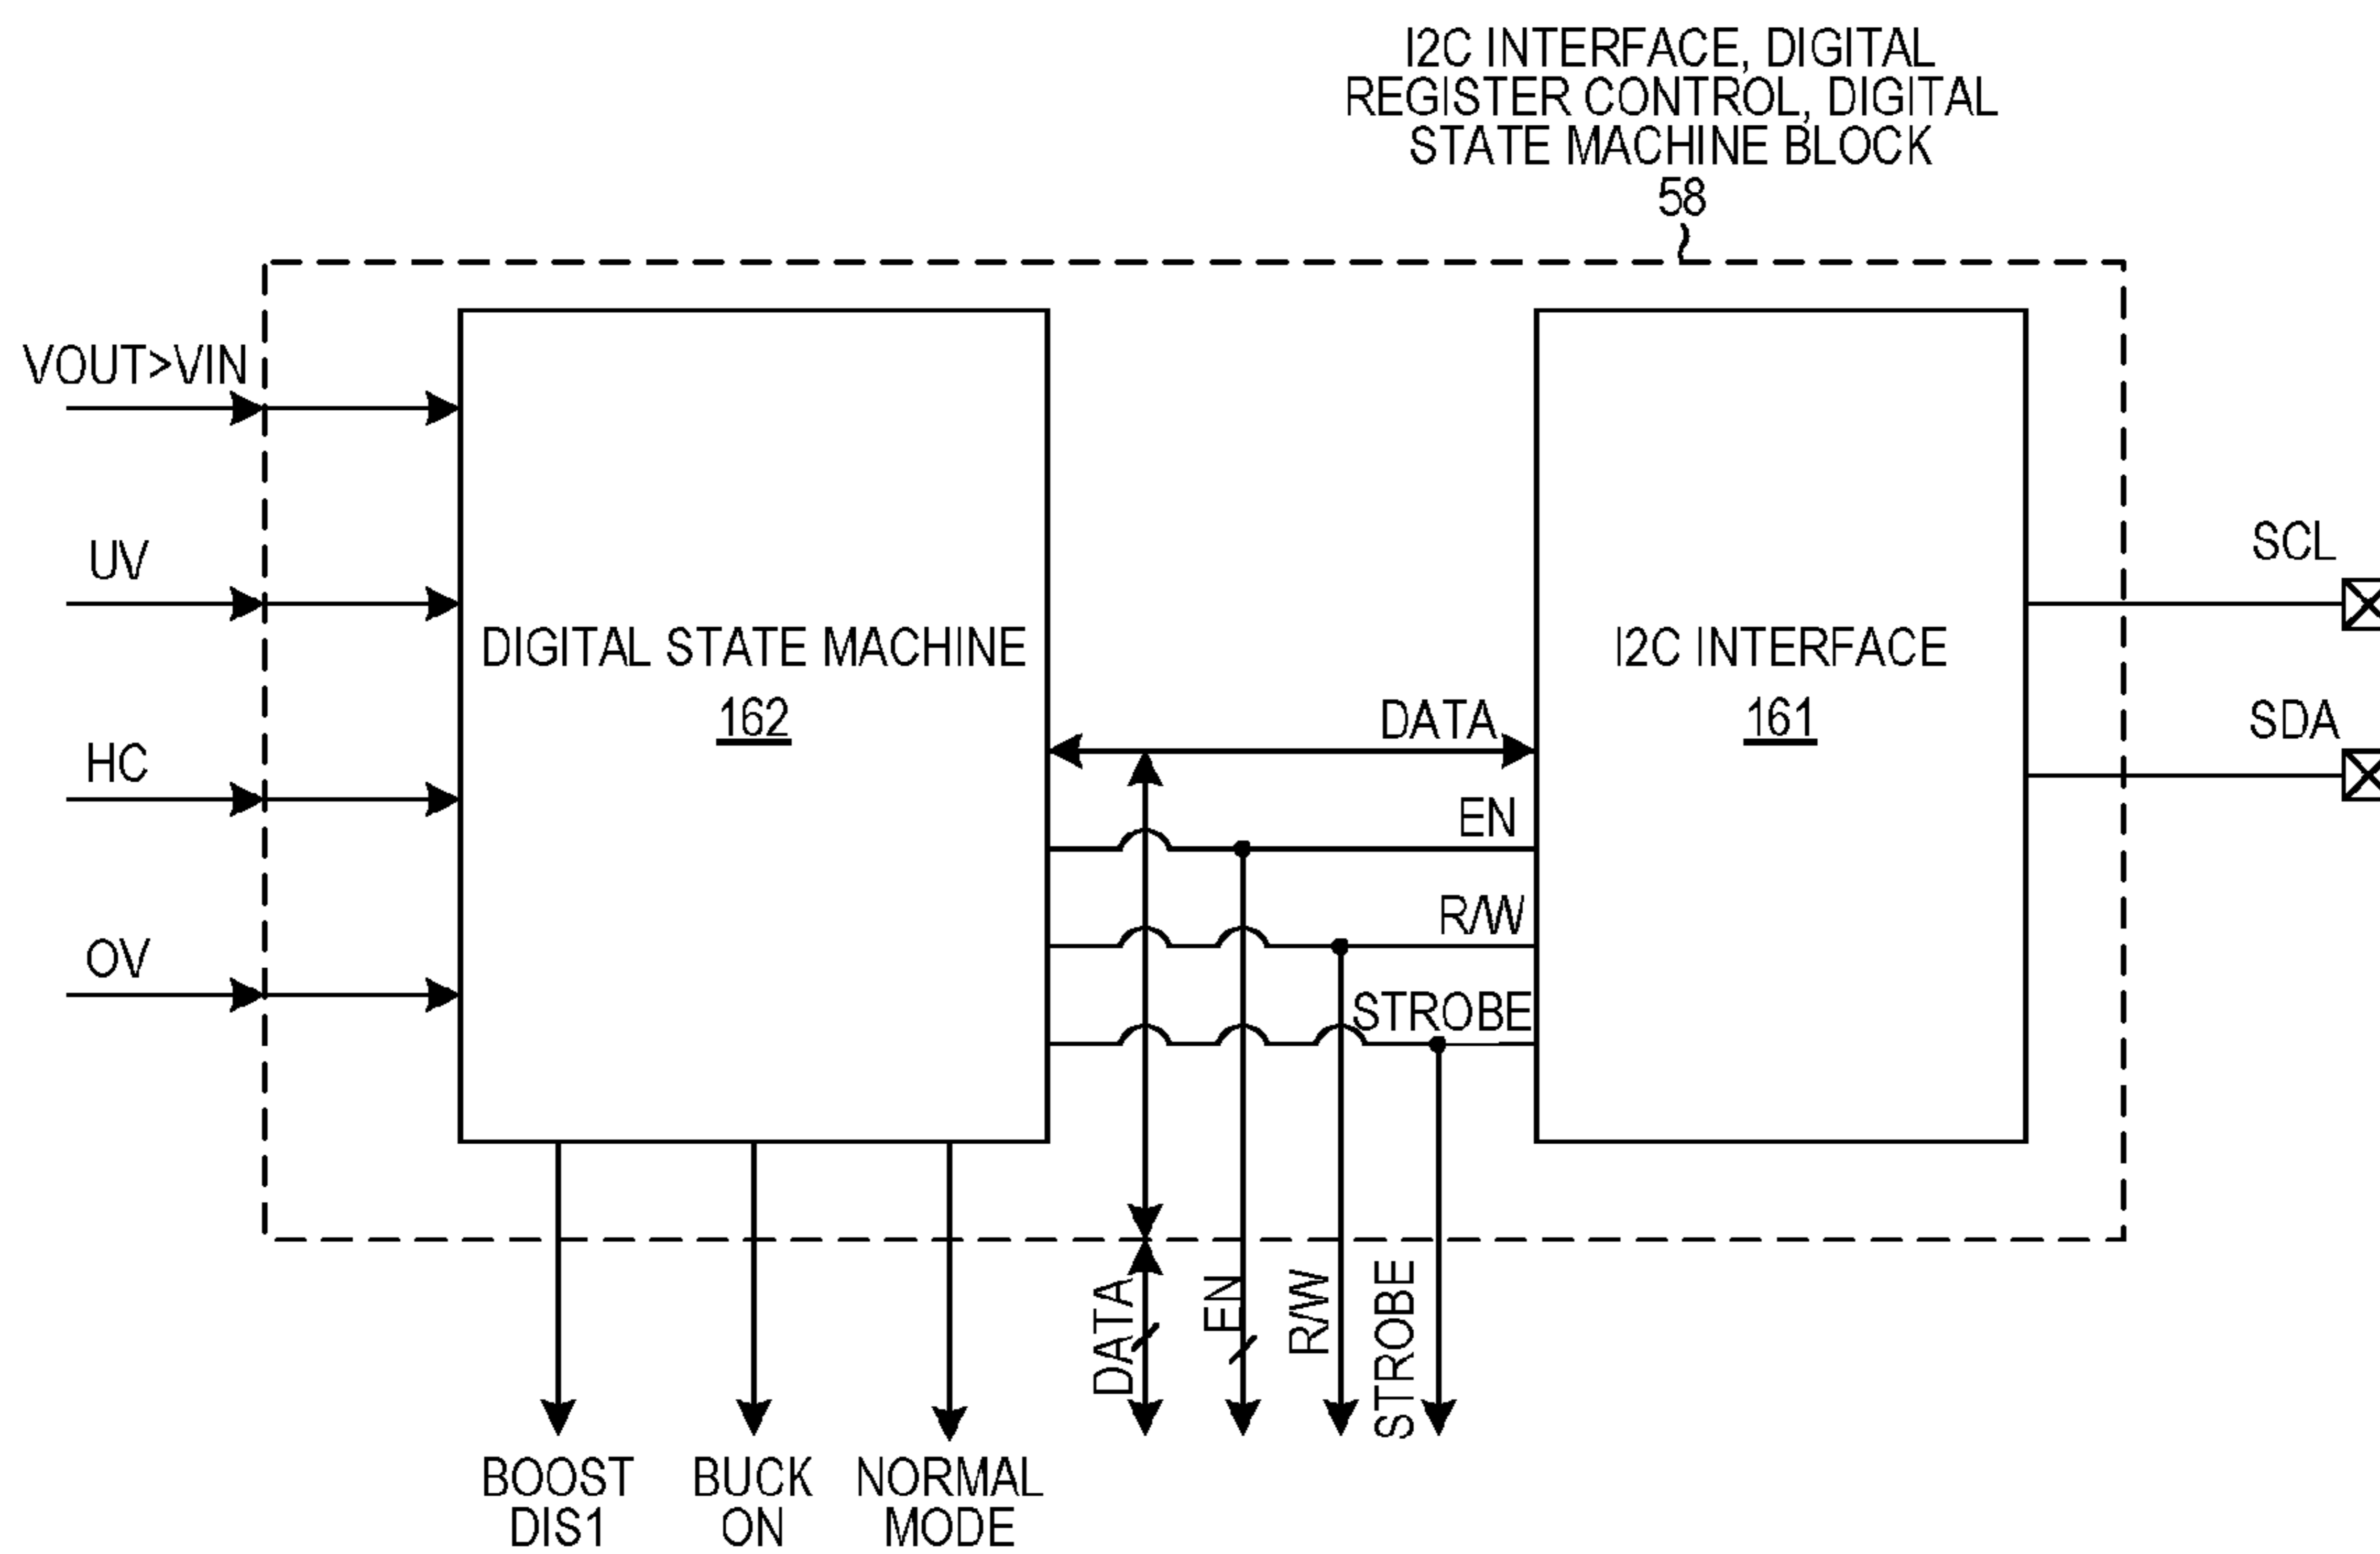 I2C INTERFACE, DIGITAL
REGISTER CONTROL, DIGITAL
STATE MACHINE BLOCK
58
VOUT>VIN
UV
HC
OV
DIGITAL STATE MACHINE
162
DATA
EN
R/W
STROBE
I2C INTERFACE
161
SCL
SDA
DATA
EN
R/W
STROBE
BOOST
DIS1
BUCK
ON
NORMAL
MODE